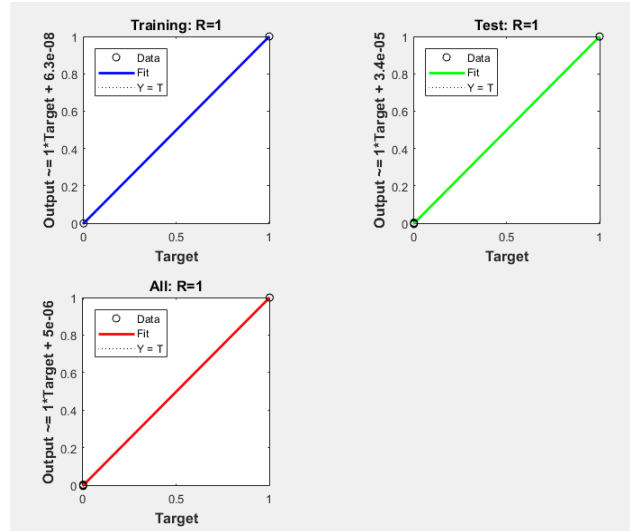 Training: R=1
Output ~= 1*Target + 6.3e-08
1
0.8
0.6
0.4
0.2
0
Data
Fit
Y = T
0
0.5
1
Target
Test: R=1
Output ~= 1*Target + 3.4e-05
1
0.8
0.6
0.4
0.2
0
Data
Fit
Y = T
0
0.5
1
Target
All: R=1
Output ~= 1*Target + 5e-06
1
0.8
0.6
0.4
0.2
0
Data
Fit
Y = T
0
0.5
1
Target